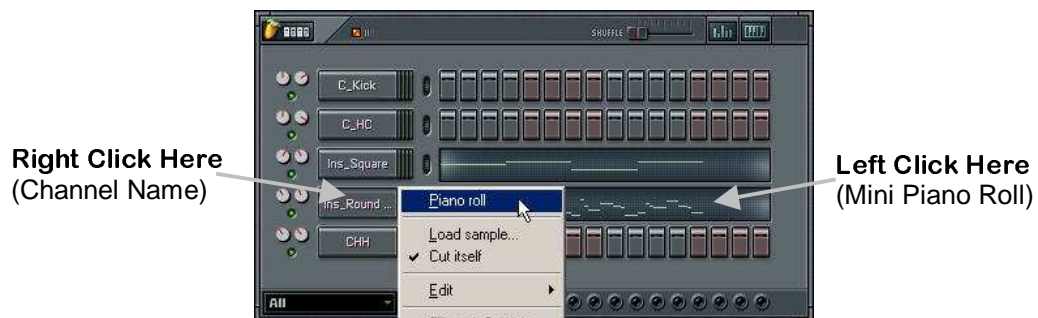 SHUFFLE
C_Kick
C_HC
Right Click Here
(Channel Name)
Ins_Square
Left Click Here
(Mini Piano Roll)
Ins_Round ...
Piano roll
CHH
Load sample...
Cut itself
Edit
All